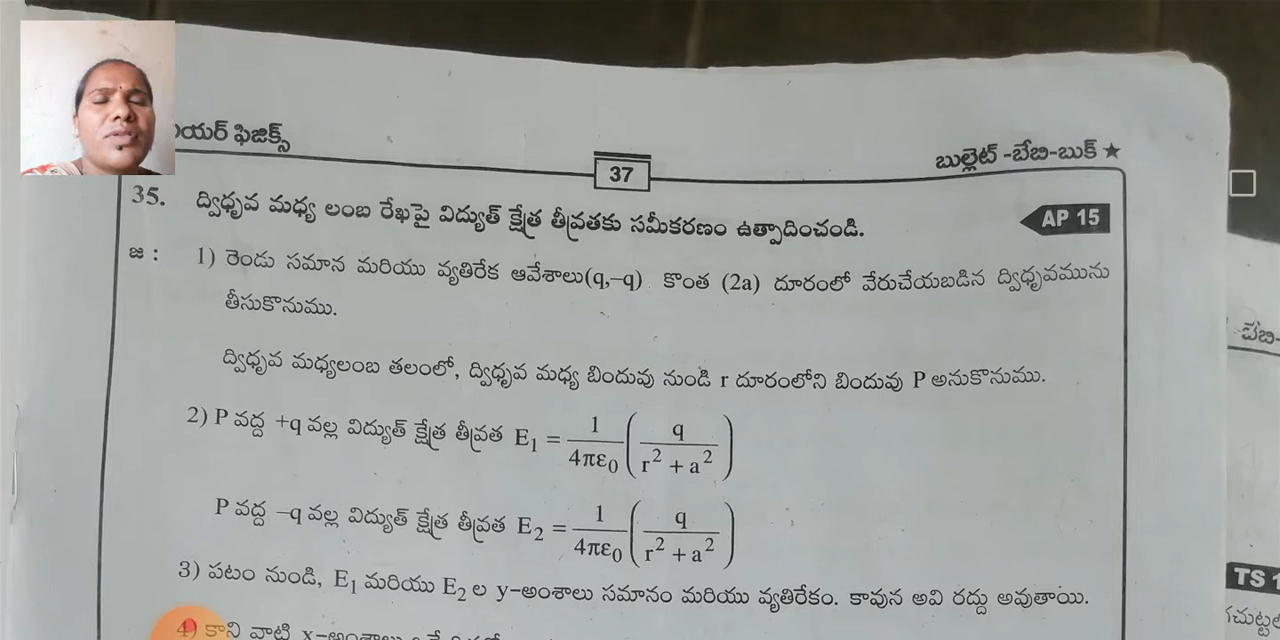 యర్ ఫిజిక్స్
37
బుల్లెట్ -బేబి-బుక్ ★
35. ద్విధృవ మధ్య లంబ రేఖపై విద్యుత్ క్షేత్ర తీవ్రతకు సమీకరణం ఉత్పాదించండి.
AP 15
జ : 1) రెండు సమాన మరియు వ్యతిరేక ఆవేశాలు(q,–q) కొంత (2a) దూరంలో వేరుచేయబడిన ద్విధృవమును
తీసుకొనుము.
ద్విధృవ మధ్యలంబ తలంలో, ద్విధృవ మధ్య బిందువు నుండి r దూరంలోని బిందువు P అనుకొనుము.
2) P వద్ద +q వల్ల విద్యుత్ క్షేత్ర తీవ్రత E₁ = 1/4πε₀ (q/r² + a²)
P వద్ద –q వల్ల విద్యుత్ క్షేత్ర తీవ్రత E₂ = 1/4πε₀ (q/r² + a²)
3) పటం నుండి, E₁ మరియు E₂ ల y–అంశాలు సమానం మరియు వ్యతిరేకం. కావున అవి రద్దు అవుతాయి.
4) కాని వాటి x–అంశాలు
బేబి-
TS 1